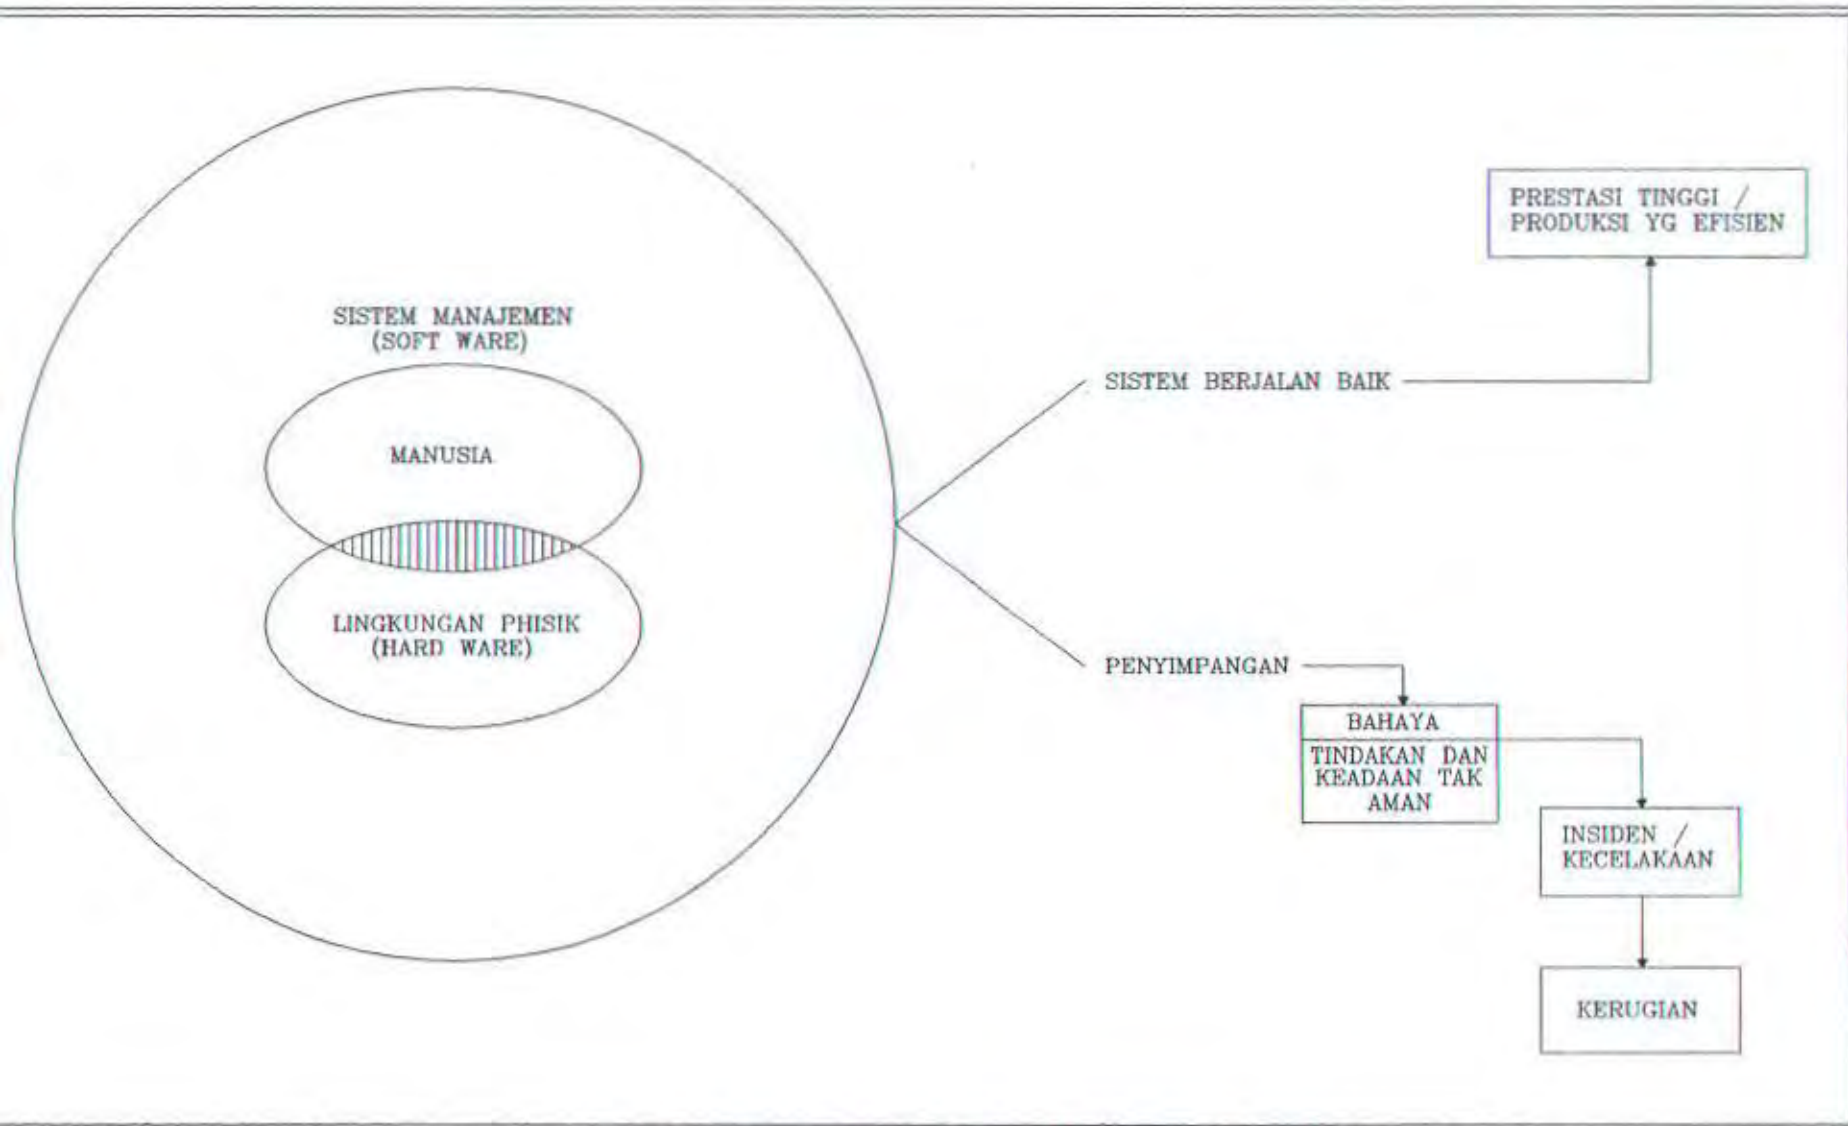 SISTEM MANAJEMEN
(SOFT WARE)
MANUSIA
LINGKUNGAN PHISIK
(HARD WARE)
SISTEM BERJALAN BAIK
PRESTASI TINGGI /
PRODUKSI YG EFISIEN
PENYIMPANGAN
BAHAYA
TINDAKAN DAN
KEADAAN TAK
AMAN
INSIDEN /
KECELAKAAN
KERUGIAN